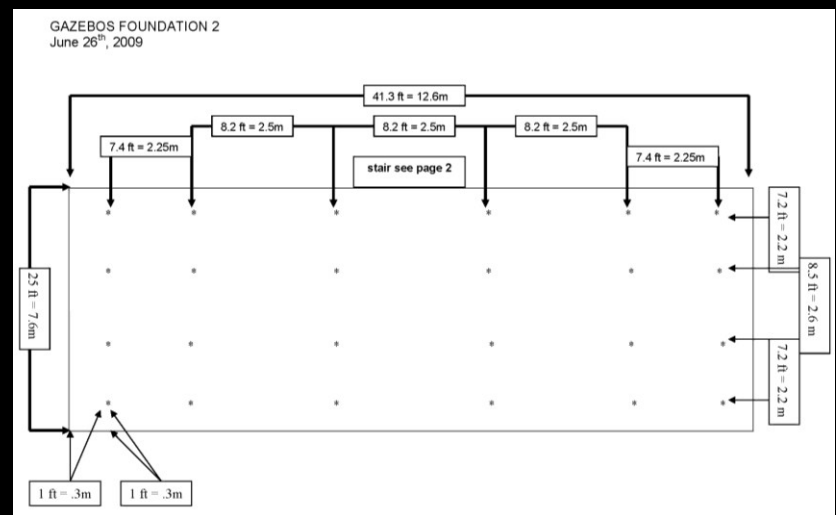 GAZEBOS FOUNDATION 2
June 26th, 2009
41.3 ft = 12.6m
8.2 ft = 2.5m
8.2 ft = 2.5m
8.2 ft = 2.5m
7.4 ft = 2.25m
7.4 ft = 2.25m
stair see page 2
7.2 ft = 2.2 m
8.5 ft = 2.6 m
25 ft = 7.6m
7.2 ft = 2.2 m
1 ft = .3m
1 ft = .3m